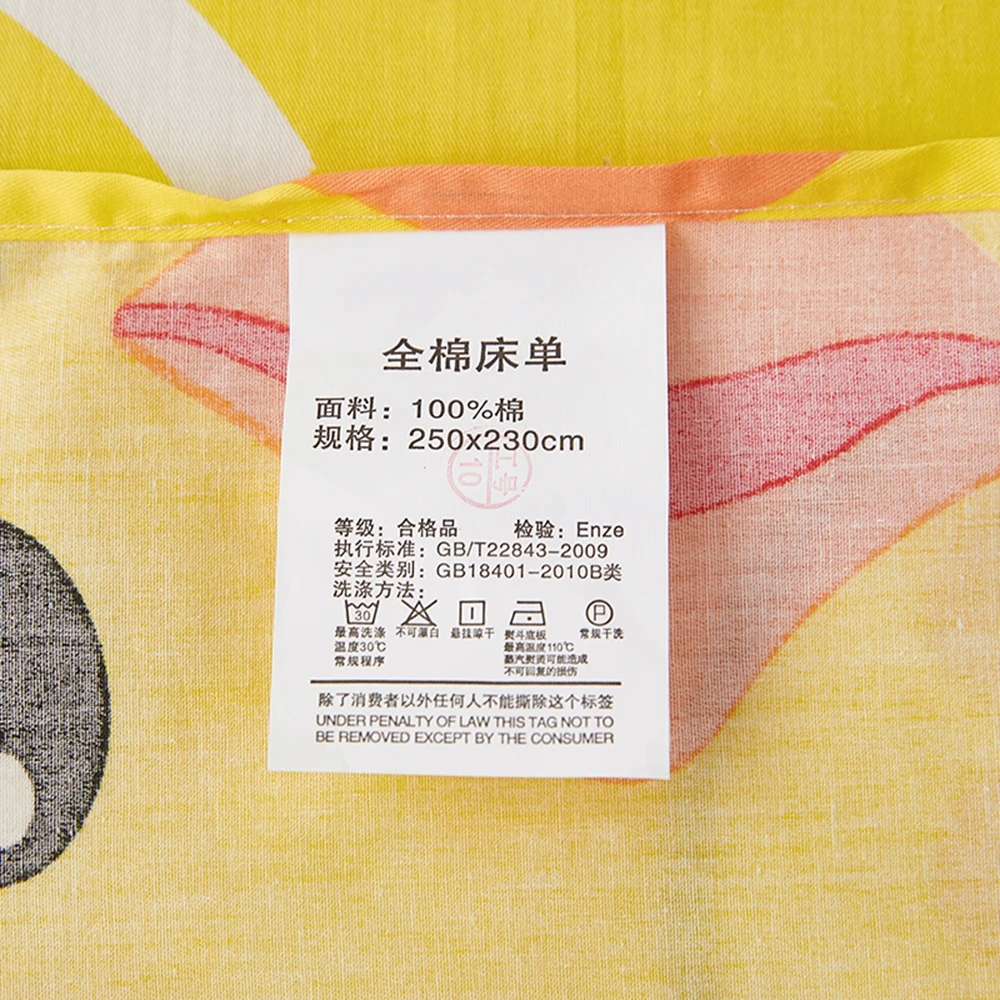 全棉床单
面料：100%棉
规格：250x230cm
工号
10
等级：合格品 检验：Enze
执行标准：GB/T22843-2009
安全类别：GB18401-2010B类
洗涤方法：
30 P
最高洗涤 不可漂白 悬挂晾干 熨斗底板 常规干洗
温度30℃ 最高温度110℃
常规程序 蒸汽熨烫可能造成
不可回复的损伤
除了消费者以外任何人不能撕除这个标签
UNDER PENALTY OF LAW THIS TAG NOT TO
BE REMOVED EXCEPT BY THE CONSUMER